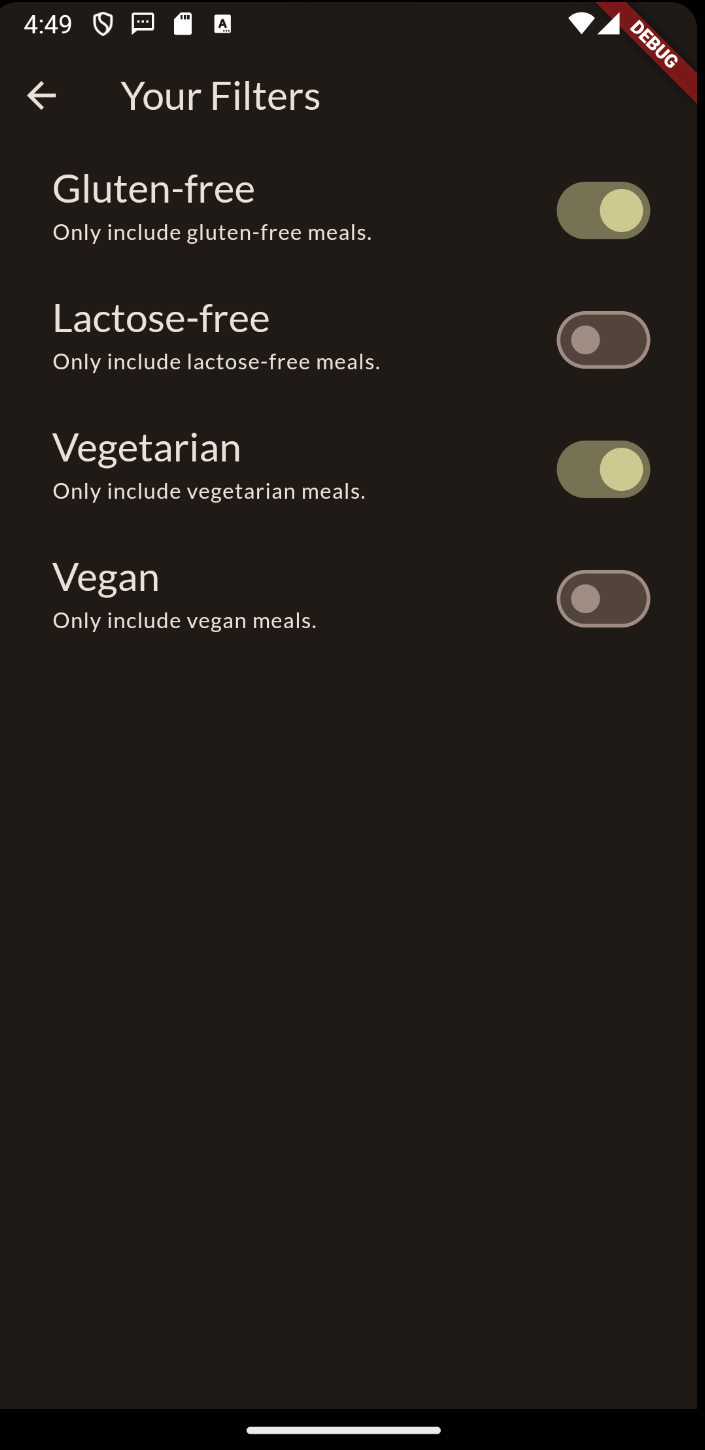 4:49
DEBUG
Your Filters
Gluten-free
Only include gluten-free meals.
Lactose-free
Only include lactose-free meals.
Vegetarian
Only include vegetarian meals.
Vegan
Only include vegan meals.